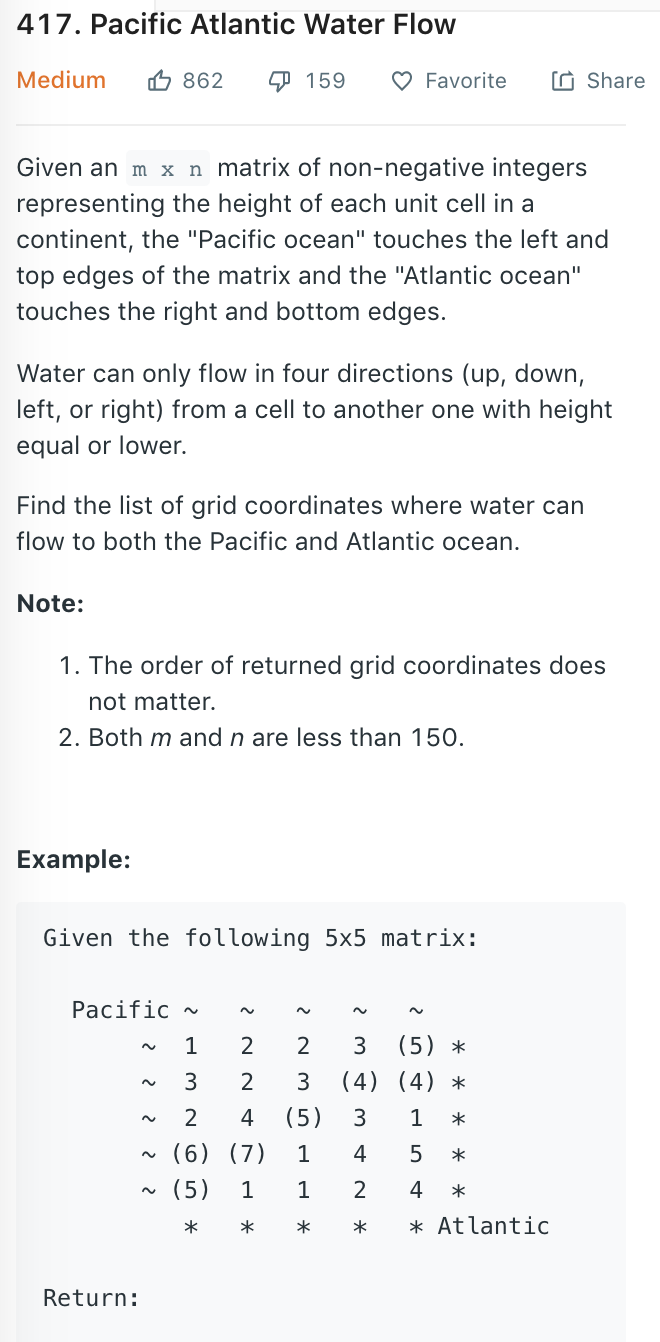 417. Pacific Atlantic Water Flow
Medium 862 159 Favorite Share
Given an m x n matrix of non-negative integers
representing the height of each unit cell in a
continent, the "Pacific ocean" touches the left and
top edges of the matrix and the "Atlantic ocean"
touches the right and bottom edges.
Water can only flow in four directions (up, down,
left, or right) from a cell to another one with height
equal or lower.
Find the list of grid coordinates where water can
flow to both the Pacific and Atlantic ocean.
Note:
1. The order of returned grid coordinates does
not matter.
2. Both m and n are less than 150.
Example:
Given the following 5x5 matrix:
Pacific ~ ~ ~ ~ ~
~ 1 2 2 3 (5) *
~ 3 2 3 (4) (4) *
~ 2 4 (5) 3 1 *
~ (6) (7) 1 4 5 *
~ (5) 1 1 2 4 *
* * * * * Atlantic
Return: